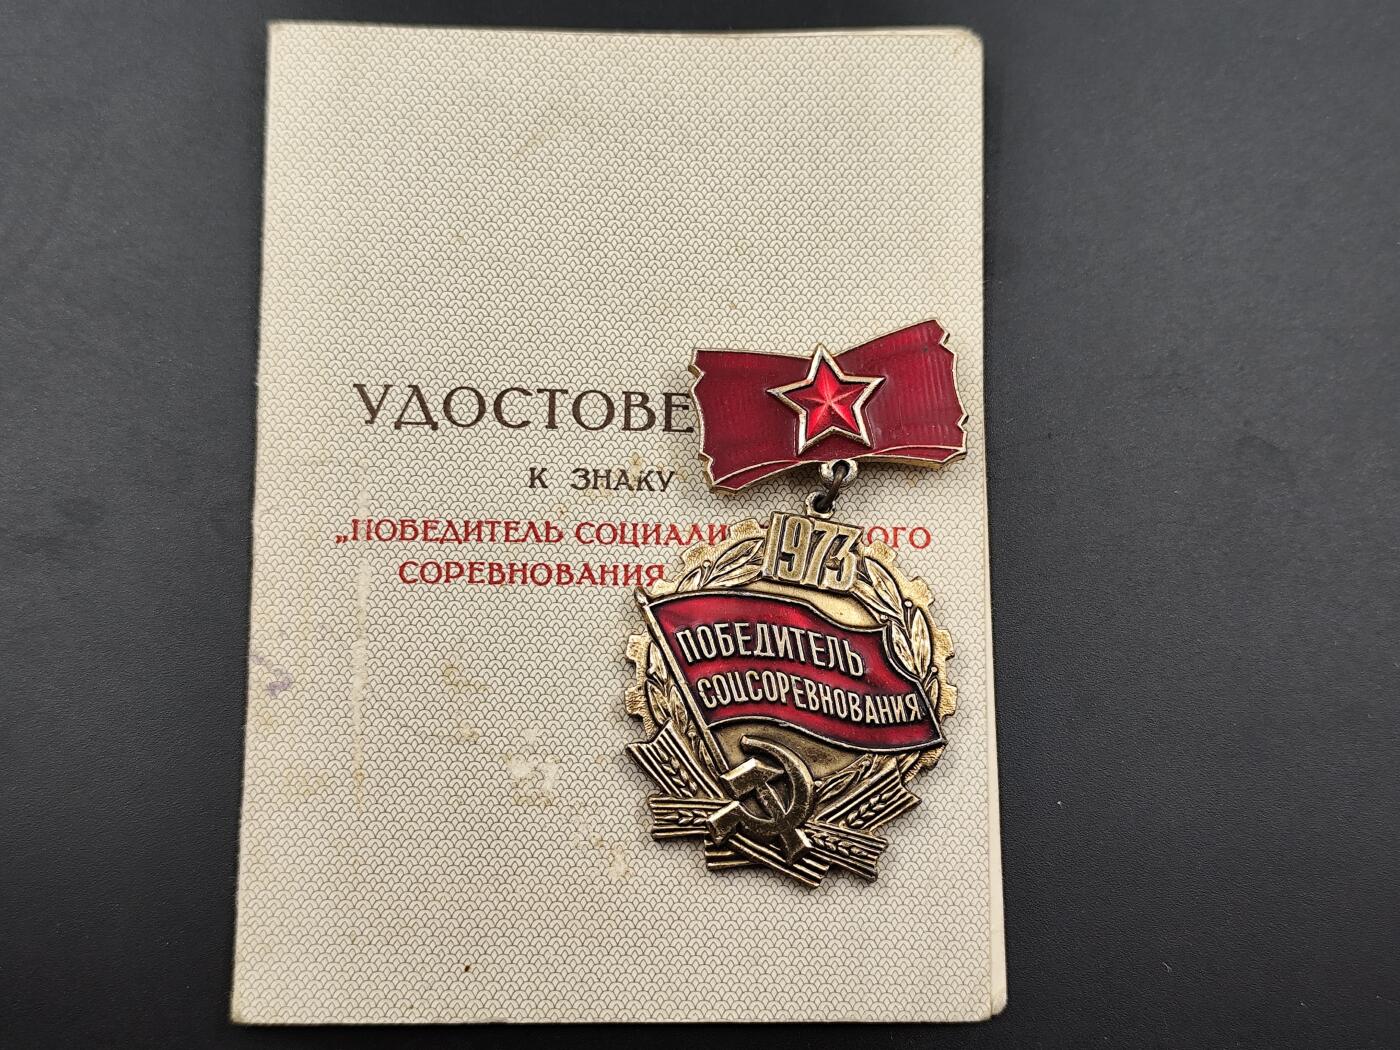 УДОСТОВЕ
К ЗНАКУ
„ПОБЕДИТЕЛЬ СОЦИАЛИ ОГО
СОРЕВНОВАНИЯ
1973
ПОБЕДИТЕЛЬ
СОЦСОРЕВНОВАНИЯ